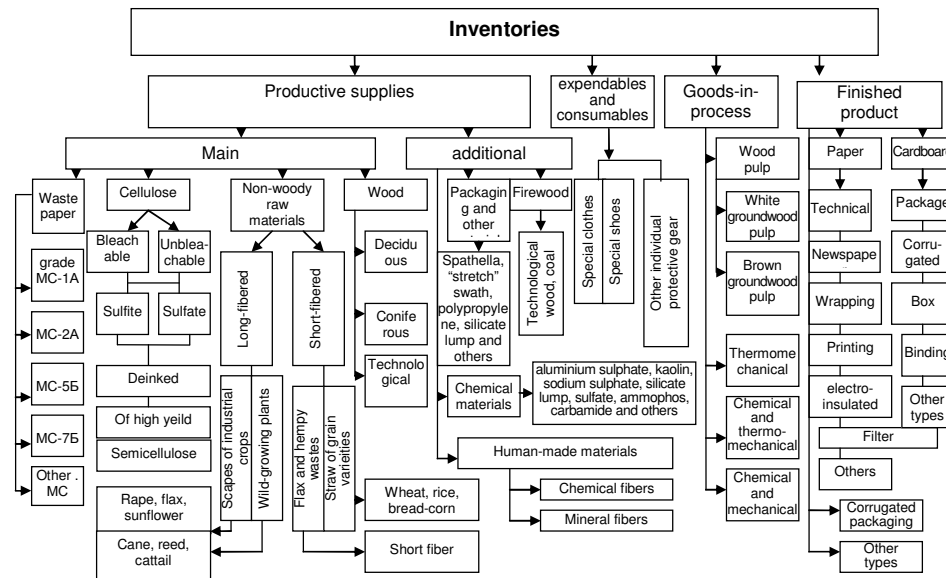 Inventories
Productive supplies
expendables
and
consumables
Goods-in-
process
Finished
product
Main
additional
Waste
paper
grade
MC-1A
MC-2A
MC-5Б
MC-7Б
Other .
MC
Cellulose
Bleach
able
Unblea-
chable
Sulfite
Sulfate
Deinked
Of high yeild
Semicellulose
Non-woody raw
materials
Long-fibered
Short-fibered
Scapes of industrial
crops
Wild-growing plants
Flax and hempy
wastes
Straw of grain
varieities
Rape, flax,
sunflower
Cane, reed,
cattail
Wheat, rice,
bread-corn
Short fiber
Wood
Decidu
ous
Conife
rous
Technolo
gical
Packagin
g and
other
Spathella,
“stretch”
swath,
polypropyle
ne, silicate
lump and
others
Firewood
Technological
wood, coal
Chemical
materials
aluminium sulphate, kaolin,
sodium sulphate, silicate
lump, sulfate, ammophos,
carbamide and others
Human-made materials
Chemical fibers
Mineral fibers
Special clothes
Special shoes
Other individual
protective gear
Wood
pulp
White
groundwood
pulp
Brown
groundwood
pulp
Thermome
chanical
Chemical
and
thermo-
mechanical
Chemical
and
mechanical
Paper
Technical
Newspape
Wrapping
Printing
electro-
insulated
Filter
Others
Corrugated
packaging
Other
types
Cardboard
Package
Corru-
gated
Box
Binding
Other
types